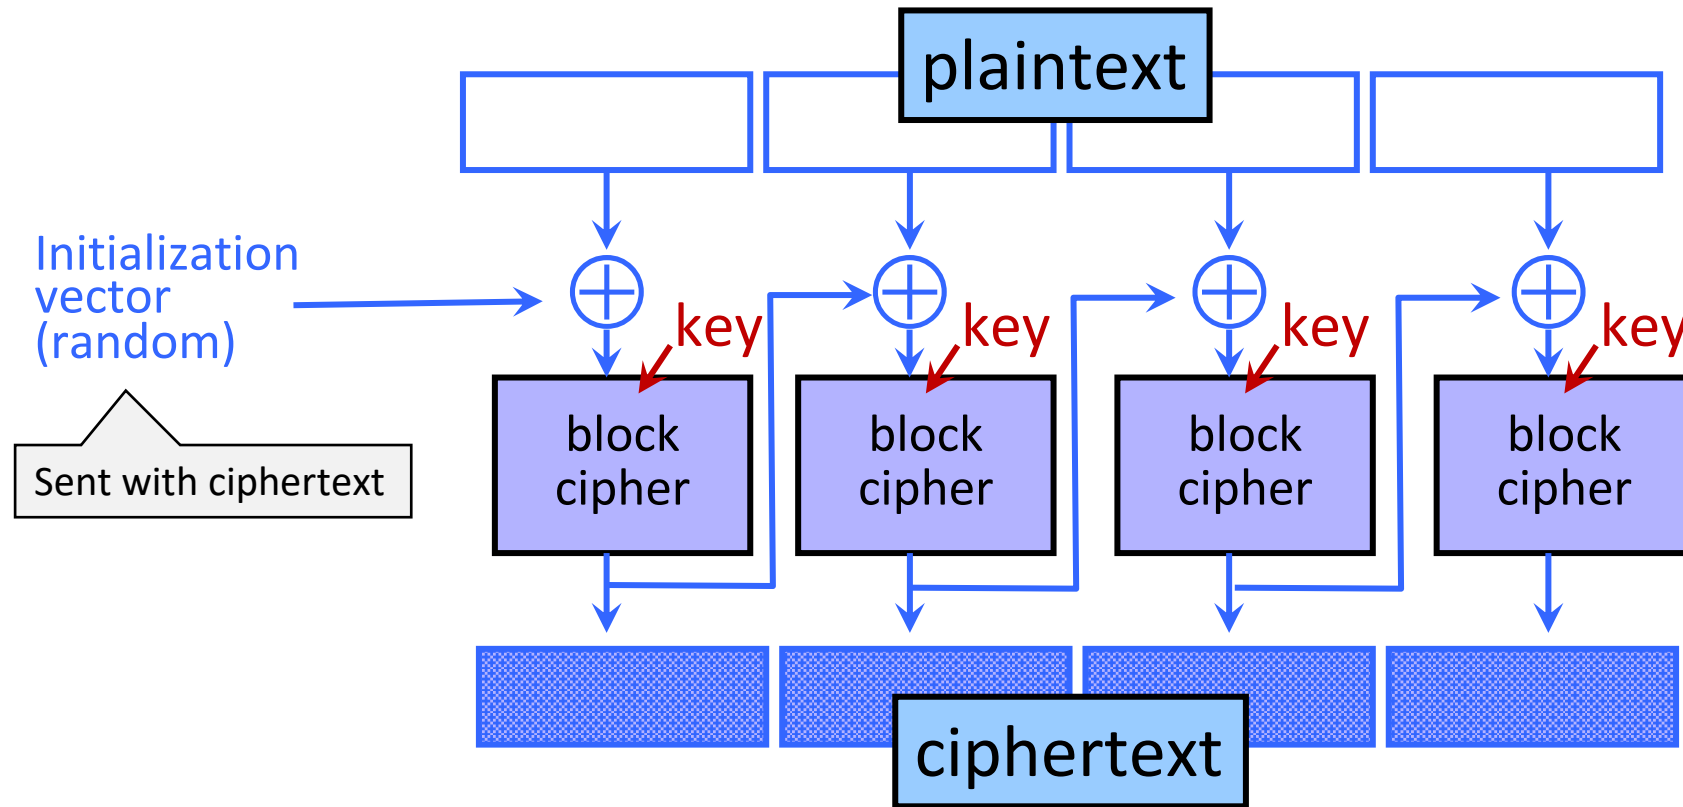 plaintext
Initialization
vector
(random)
key
key
key
key
block
cipher
block
cipher
block
cipher
block
cipher
Sent with ciphertext
ciphertext